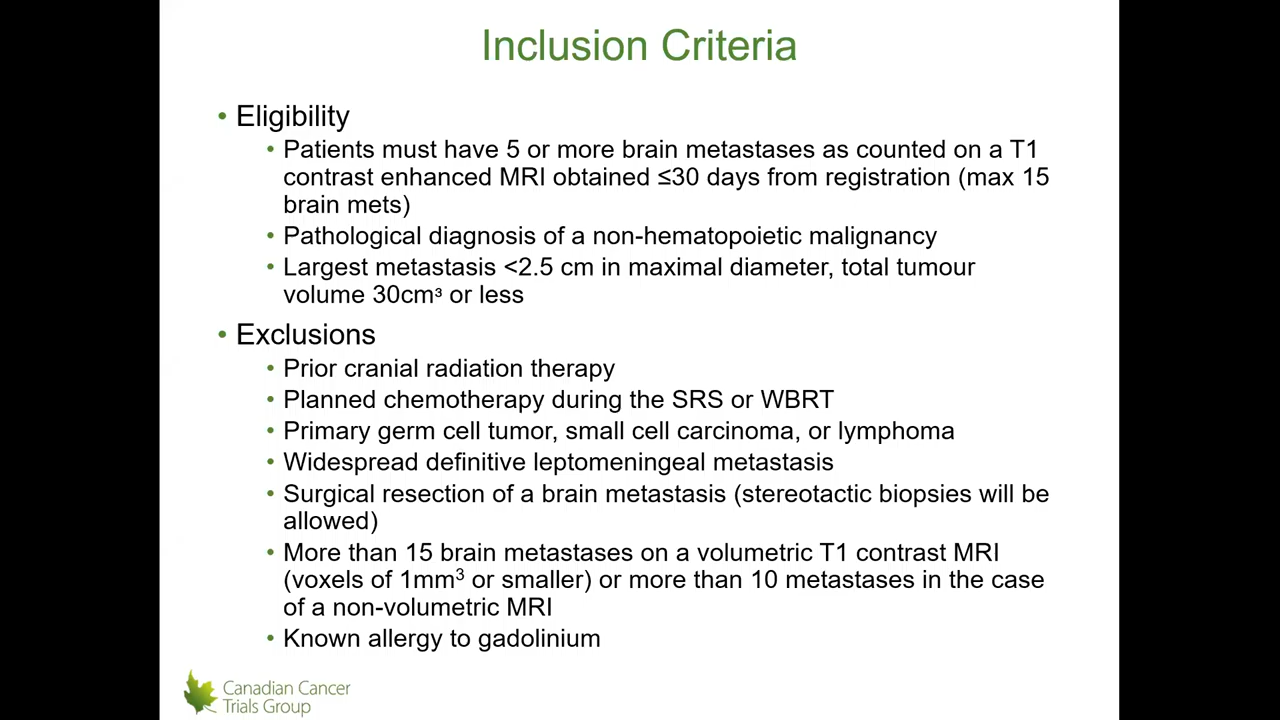 Inclusion Criteria
• Eligibility
• Patients must have 5 or more brain metastases as counted on a T1
contrast enhanced MRI obtained ≤30 days from registration (max 15
brain mets)
• Pathological diagnosis of a non-hematopoietic malignancy
• Largest metastasis <2.5 cm in maximal diameter, total tumour
volume 30cm³ or less
• Exclusions
• Prior cranial radiation therapy
• Planned chemotherapy during the SRS or WBRT
• Primary germ cell tumor, small cell carcinoma, or lymphoma
• Widespread definitive leptomeningeal metastasis
• Surgical resection of a brain metastasis (stereotactic biopsies will be
allowed)
• More than 15 brain metastases on a volumetric T1 contrast MRI
(voxels of 1mm³ or smaller) or more than 10 metastases in the case
of a non-volumetric MRI
• Known allergy to gadolinium
Canadian Cancer
Trials Group